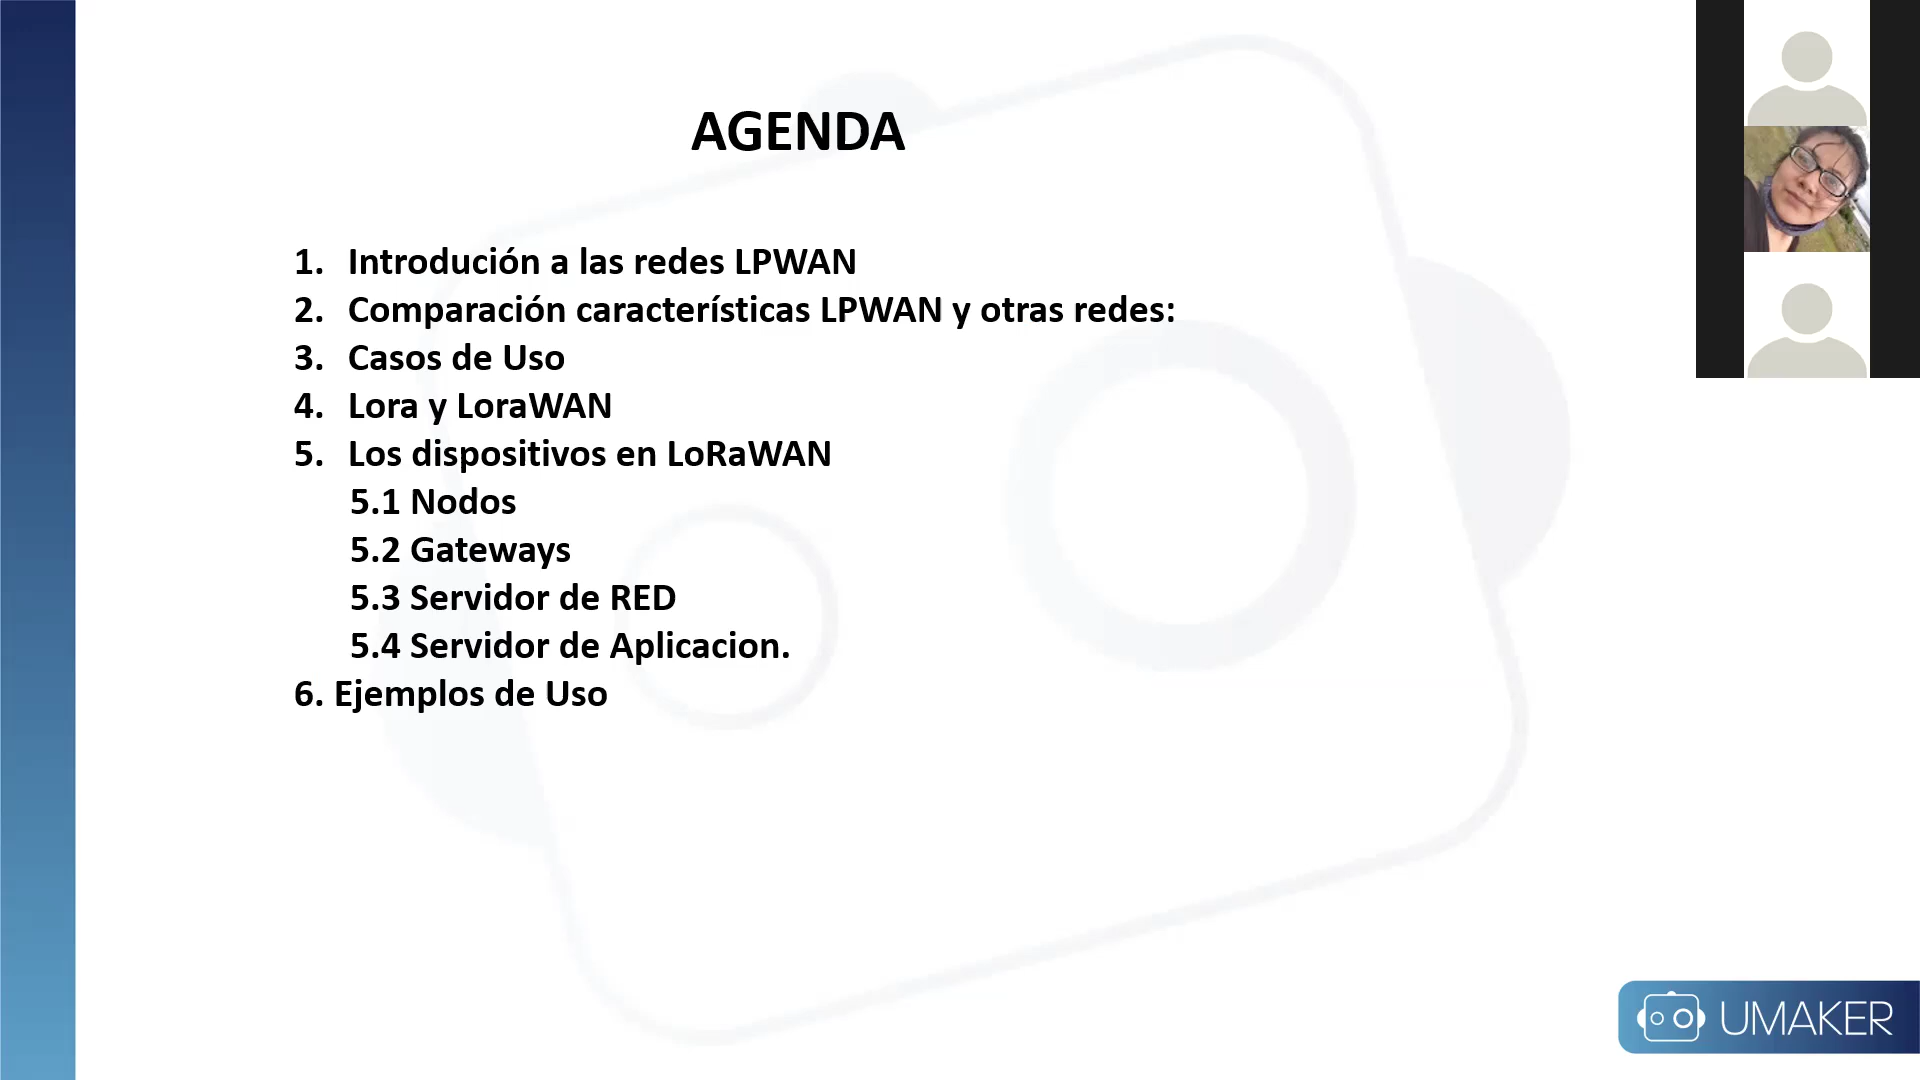 AGENDA
1. Introdución a las redes LPWAN
2. Comparación características LPWAN y otras redes:
3. Casos de Uso
4. Lora y LoraWAN
5. Los dispositivos en LoRaWAN
5.1 Nodos
5.2 Gateways
5.3 Servidor de RED
5.4 Servidor de Aplicacion.
6. Ejemplos de Uso
UMAKER